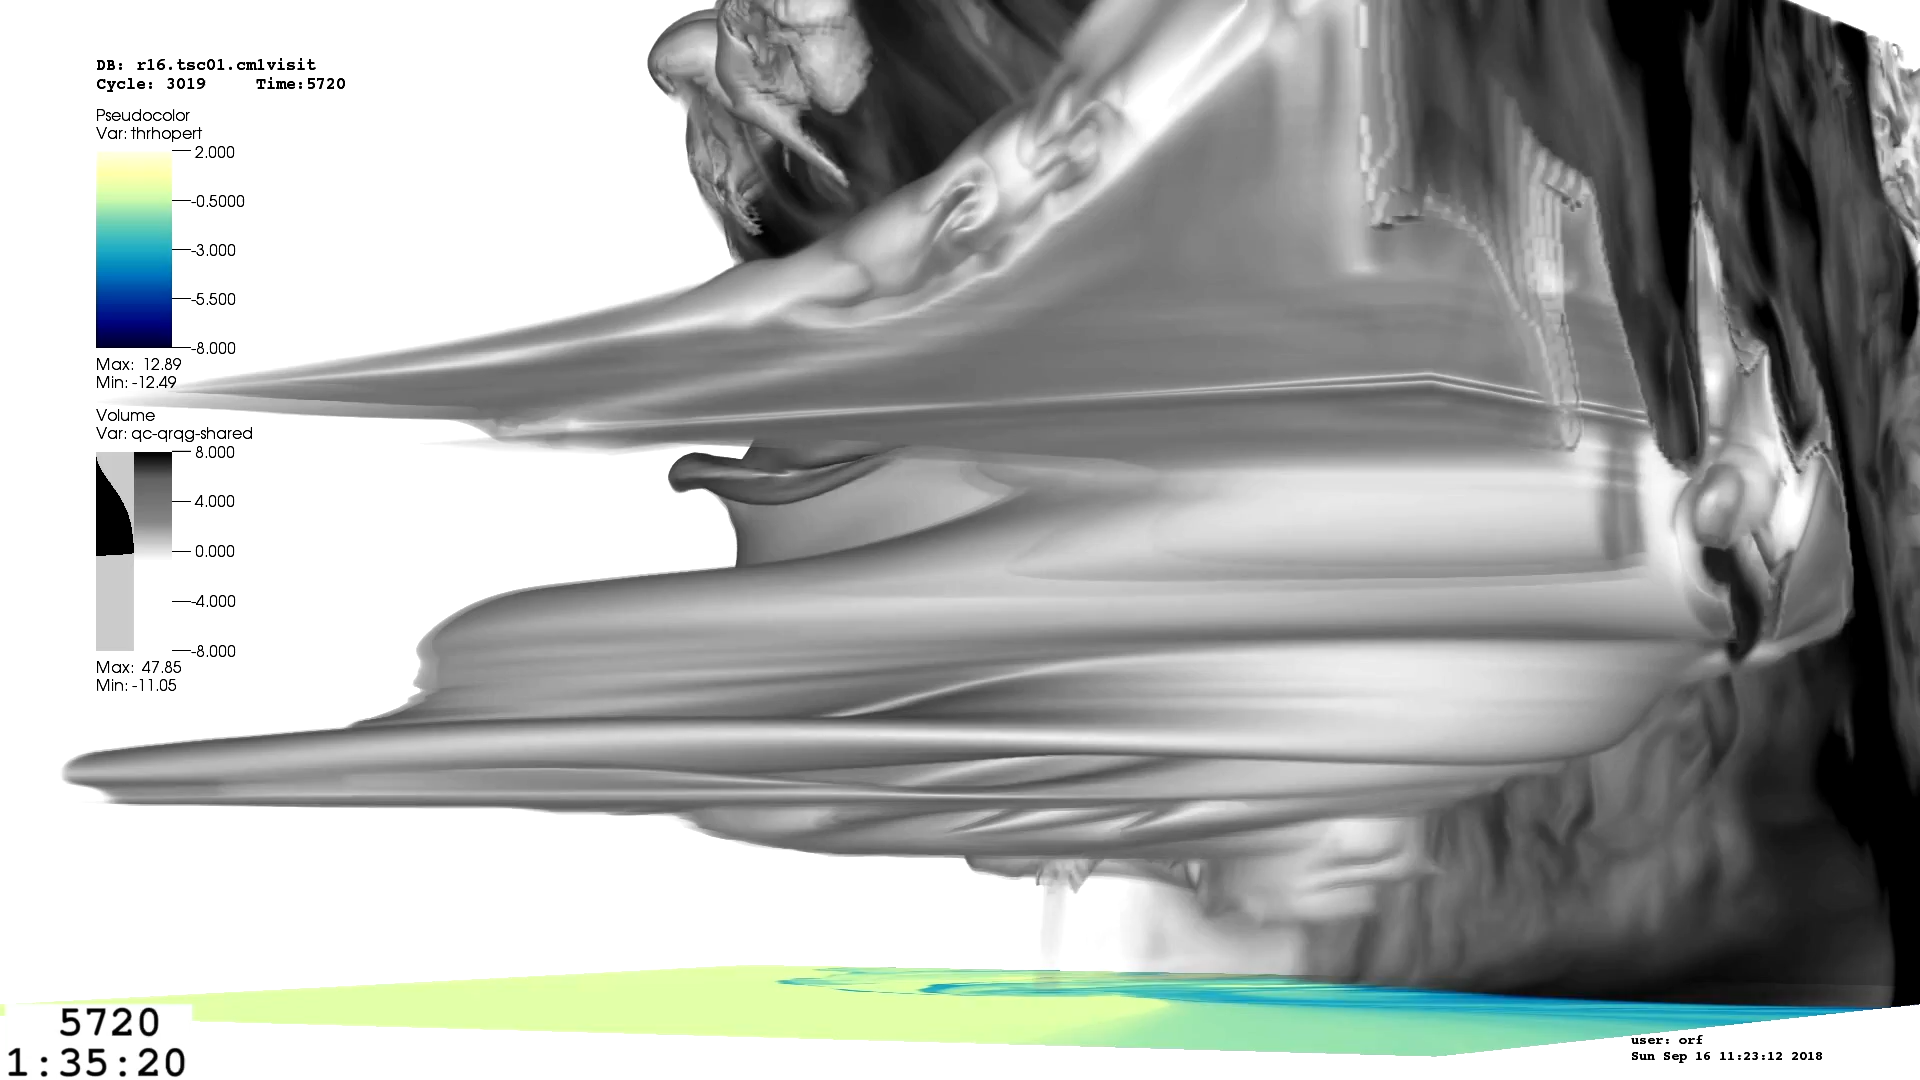 DB: r16.tsc01.cm1visit
Cycle: 3019 Time:5720
Pseudocolor
Var: thrhopert
2.000
-0.5000
-3.000
-5.500
-8.000
Max: 12.89
Min: -12.49
Volume
Var: qc-qrqg-shared
8.000
4.000
0.000
-4.000
-8.000
Max: 47.85
Min: -11.05
5720
1:35:20
user: orf
Sun Sep 16 11:23:12 2018